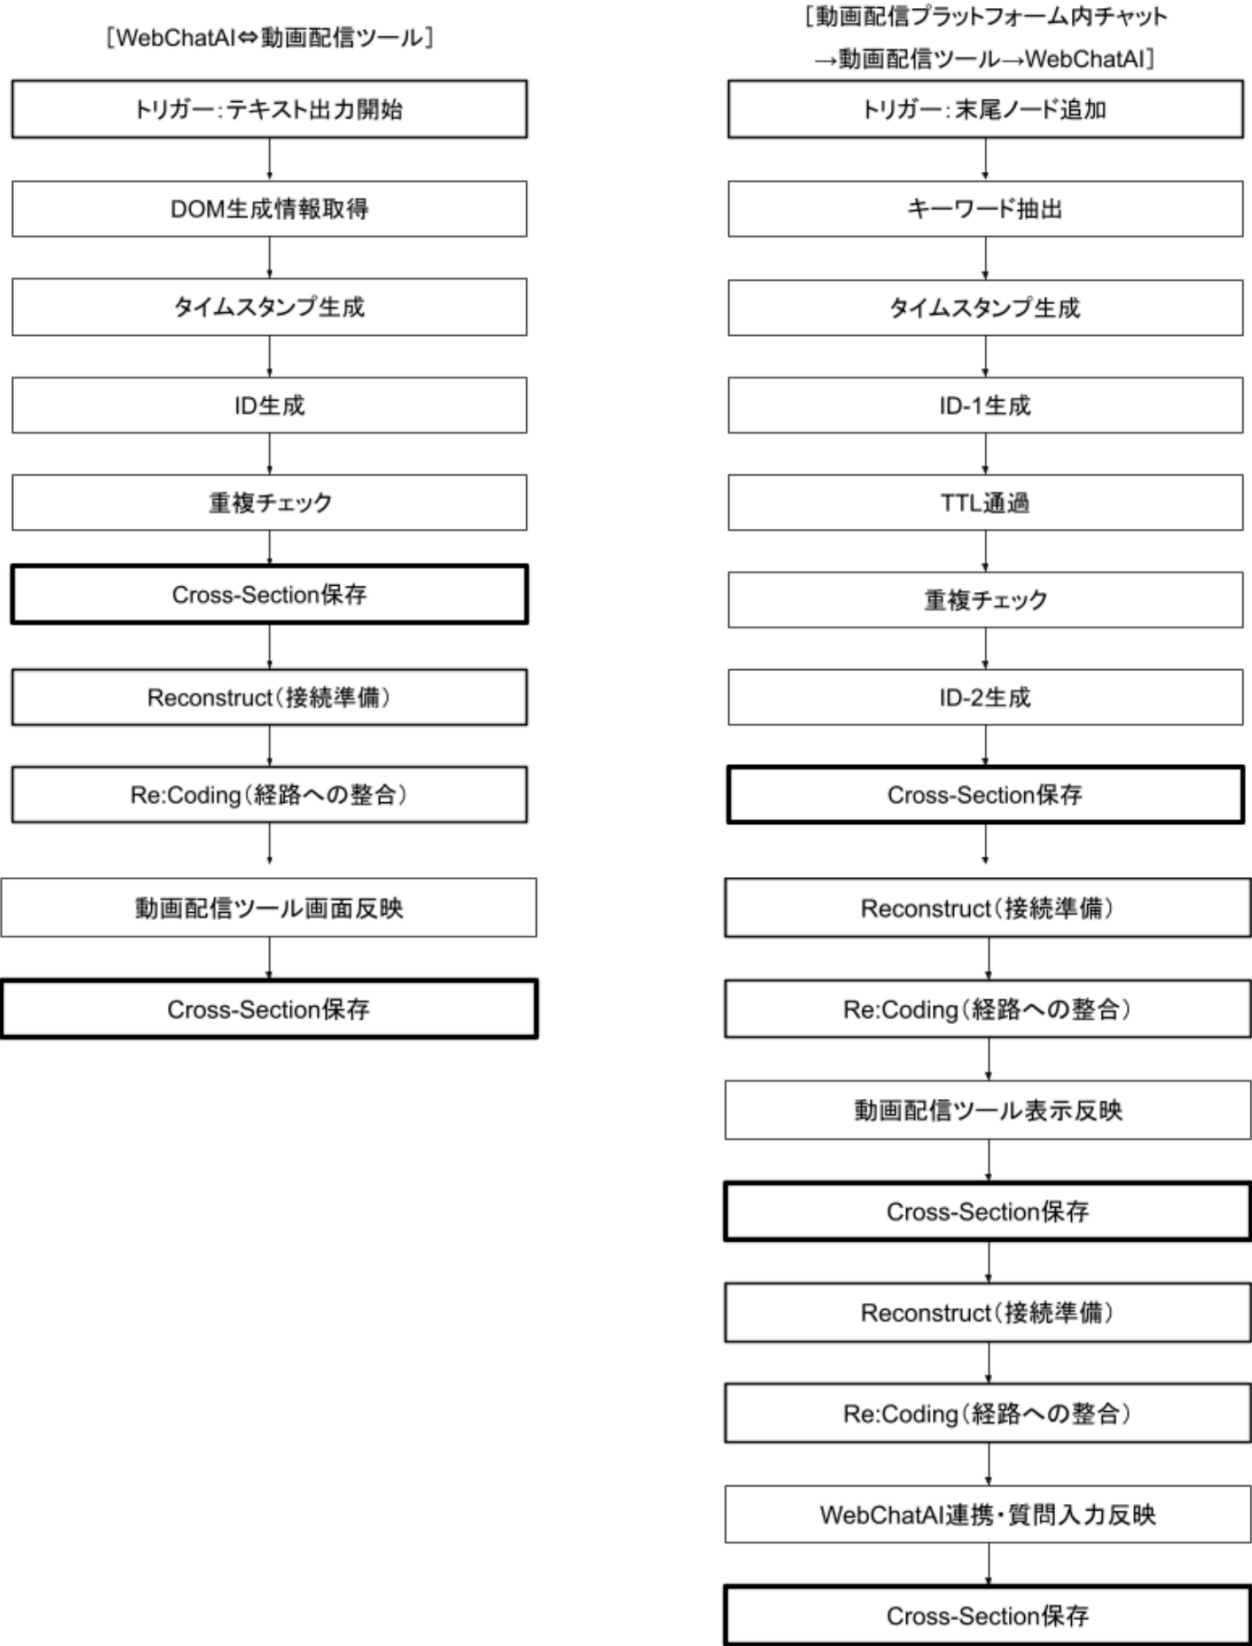 [WebChatAI⇔動画配信ツール]
トリガー：テキスト出力開始
DOM生成情報取得
タイムスタンプ生成
ID生成
重複チェック
Cross-Section保存
Reconstruct（接続準備）
Re:Coding（経路への整合）
動画配信ツール画面反映
Cross-Section保存
[動画配信プラットフォーム内チャット
→動画配信ツール→WebChatAI]
トリガー：末尾ノード追加
キーワード抽出
タイムスタンプ生成
ID-1生成
TTL通過
重複チェック
ID-2生成
Cross-Section保存
Reconstruct（接続準備）
Re:Coding（経路への整合）
動画配信ツール表示反映
Cross-Section保存
Reconstruct（接続準備）
Re:Coding（経路への整合）
WebChatAI連携・質問入力反映
Cross-Section保存